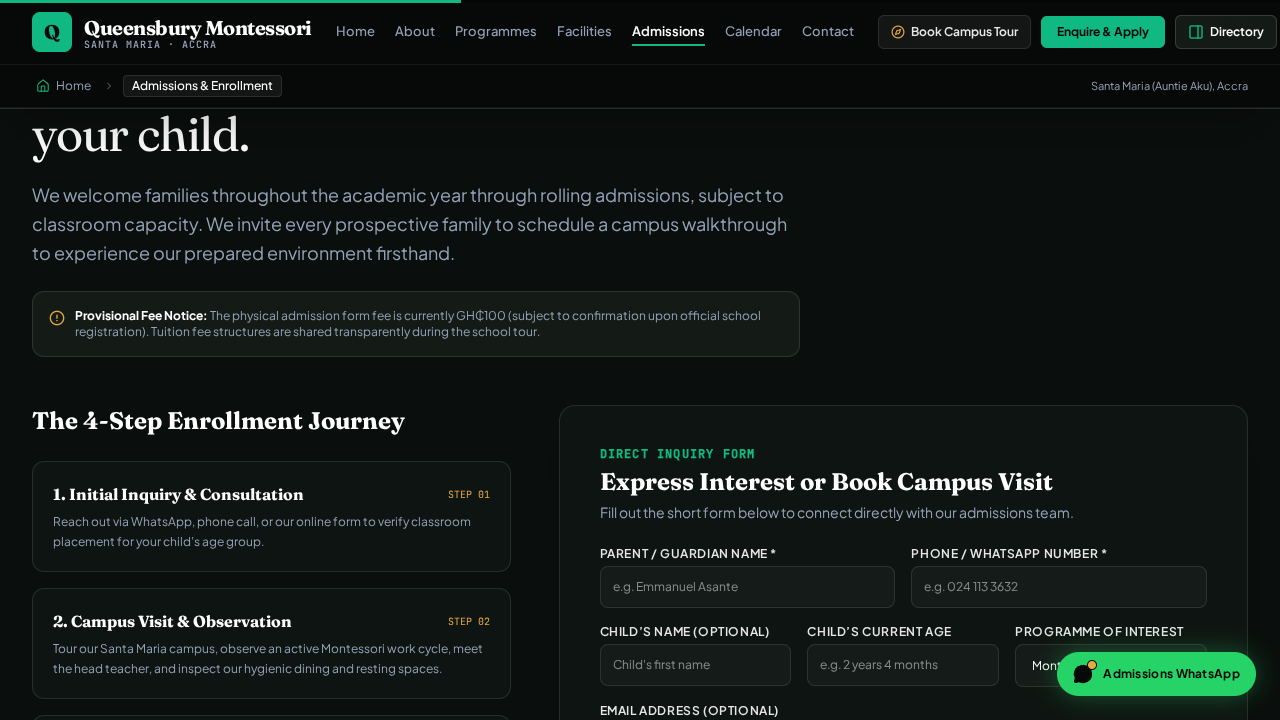 Q
Queensbury Montessori
SANTA MARIA · ACCRA
Home
About
Programmes
Facilities
Admissions
Calendar
Contact
Book Campus Tour
Enquire & Apply
Directory
Home
Admissions & Enrollment
Santa Maria (Auntie Aku), Accra
your child.
We welcome families throughout the academic year through rolling admissions, subject to
classroom capacity. We invite every prospective family to schedule a campus walkthrough
to experience our prepared environment firsthand.
Provisional Fee Notice: The physical admission form fee is currently GH₵100 (subject to confirmation upon official school
registration). Tuition fee structures are shared transparently during the school tour.
The 4-Step Enrollment Journey
1. Initial Inquiry & Consultation
STEP 01
Reach out via WhatsApp, phone call, or our online form to verify classroom
placement for your child's age group.
2. Campus Visit & Observation
STEP 02
Tour our Santa Maria campus, observe an active Montessori work cycle, meet
the head teacher, and inspect our hygienic dining and resting spaces.
DIRECT INQUIRY FORM
Express Interest or Book Campus Visit
Fill out the short form below to connect directly with our admissions team.
PARENT / GUARDIAN NAME *
PHONE / WHATSAPP NUMBER *
e.g. Emmanuel Asante
e.g. 024 113 3632
CHILD'S NAME (OPTIONAL)
CHILD'S CURRENT AGE
PROGRAMME OF INTEREST
Child's first name
e.g. 2 years 4 months
Admissions WhatsApp
EMAIL ADDRESS (OPTIONAL)